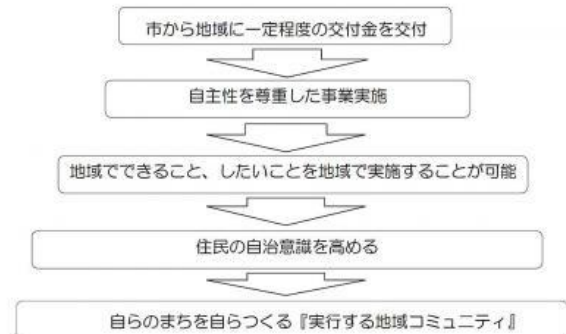 市から地域に一定程度の交付金を交付
自主性を尊重した事業実施
地域でできること、したいことを地域で実施することが可能
住民の自治意識を高める
自らのまちを自らつくる『実行する地域コミュニティ』